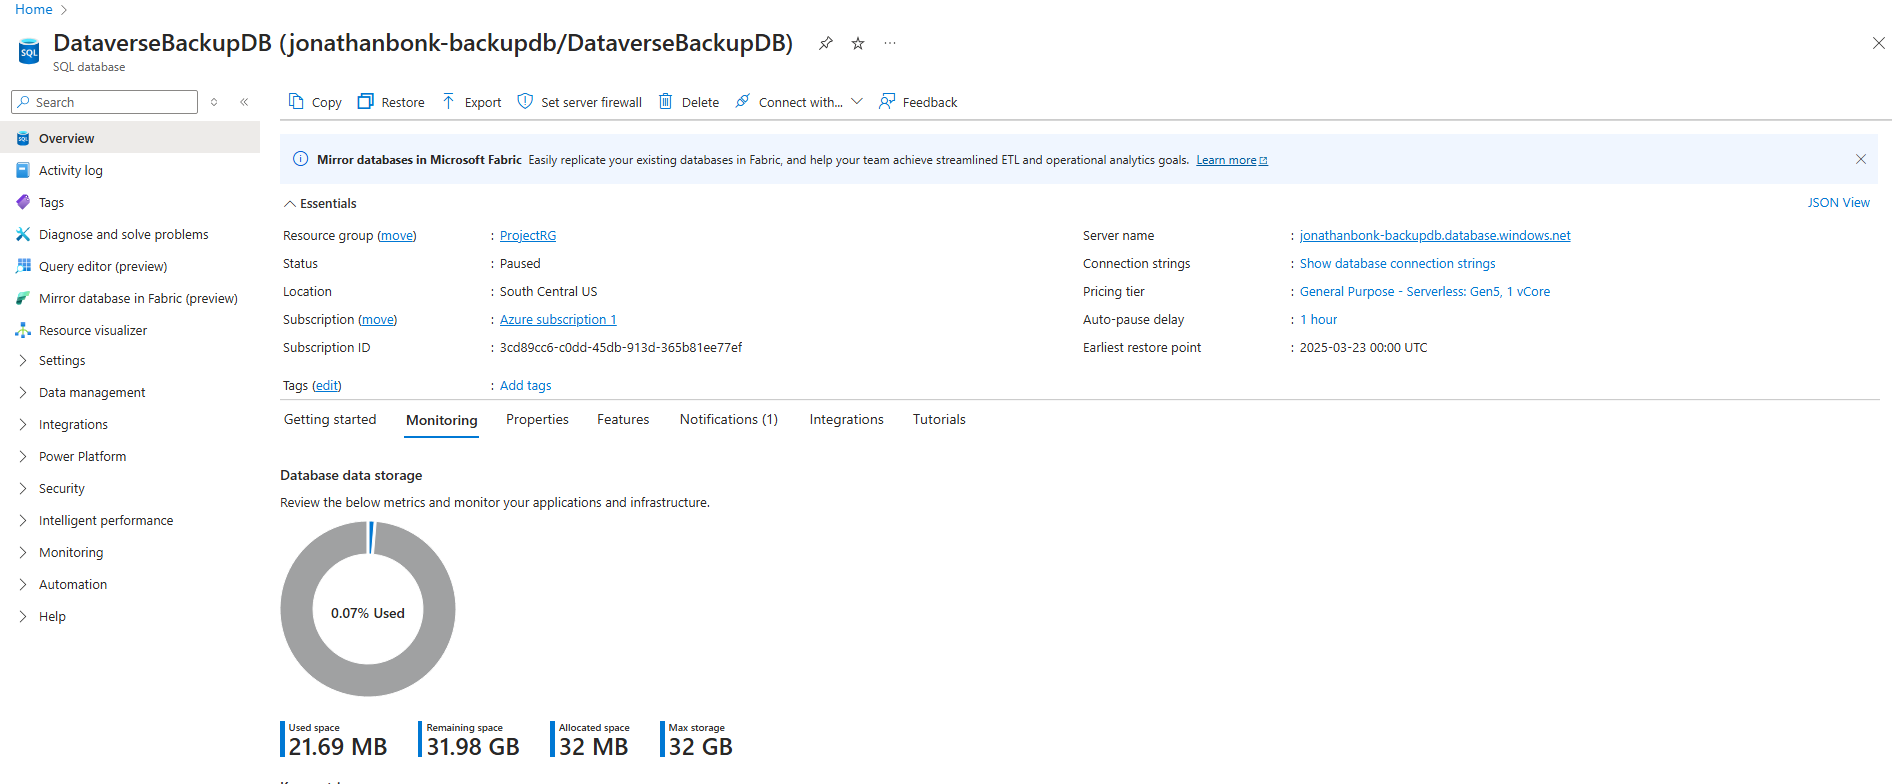 Home
DataverseBackupDB (jonathanbonk-backupdb/DataverseBackupDB)
SQL database
Search
Overview
Activity log
Tags
Diagnose and solve problems
Query editor (preview)
Mirror database in Fabric (preview)
Resource visualizer
Settings
Data management
Integrations
Power Platform
Security
Intelligent performance
Monitoring
Automation
Help
Copy Restore Export Set server firewall Delete Connect with... Feedback
Mirror databases in Microsoft Fabric Easily replicate your existing databases in Fabric, and help your team achieve streamlined ETL and operational analytics goals. Learn more
Essentials
JSON View
Resource group (move) : ProjectRG
Status : Paused
Location : South Central US
Subscription (move) : Azure subscription 1
Subscription ID : 3cd89cc6-c0dd-45db-913d-365b81ee77ef
Server name : jonathanbonk-backupdb.database.windows.net
Connection strings : Show database connection strings
Pricing tier : General Purpose - Serverless: Gen5, 1 vCore
Auto-pause delay : 1 hour
Earliest restore point : 2025-03-23 00:00 UTC
Tags (edit) : Add tags
Getting started Monitoring Properties Features Notifications (1) Integrations Tutorials
Database data storage
Review the below metrics and monitor your applications and infrastructure.
0.07% Used
Used space
21.69 MB
Remaining space
31.98 GB
Allocated space
32 MB
Max storage
32 GB